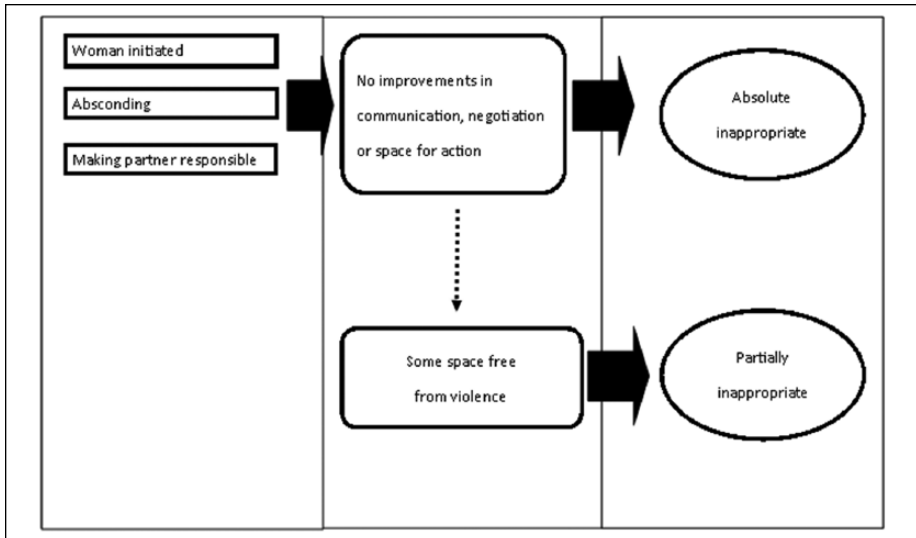 Woman initiated
Absconding
Making partner responsible
No improvements in
communication, negotiation
or space for action
Absolute
inappropriate
Some space free
from violence
Partially
inappropriate